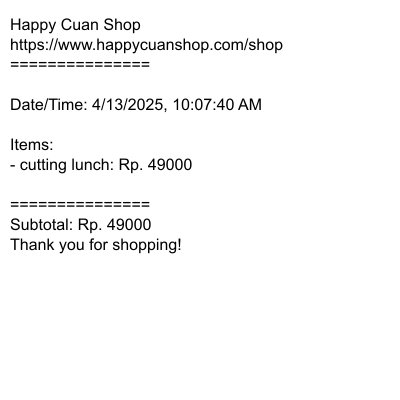 Happy Cuan Shop
https://www.happycuanshop.com/shop
===============
Date/Time: 4/13/2025, 10:07:40 AM
Items:
- cutting lunch: Rp. 49000
===============
Subtotal: Rp. 49000
Thank you for shopping!